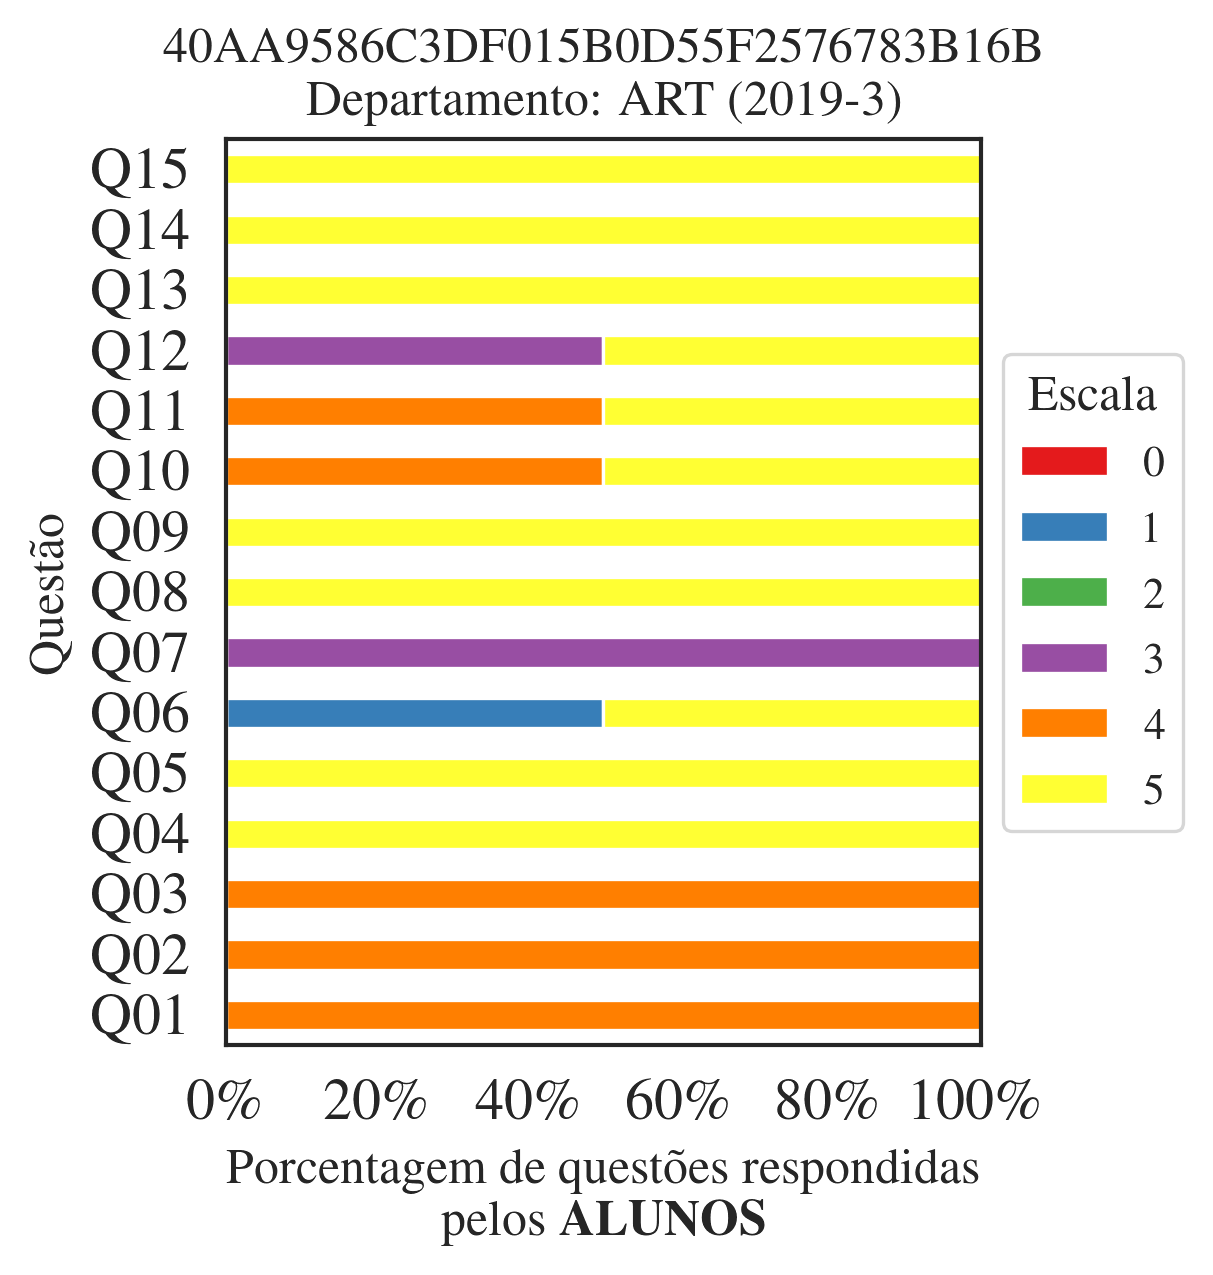 40AA9586C3DF015B0D55F2576783B16B
Departamento: ART (2019-3)
Q15
Q14
Q13
Q12
Q11
Q10
Q09
Q08
Q07
Q06
Q05
Q04
Q03
Q02
Q01
Questão
0% 20% 40% 60% 80% 100%
Porcentagem de questões respondidas
pelos ALUNOS
Escala
0
1
2
3
4
5